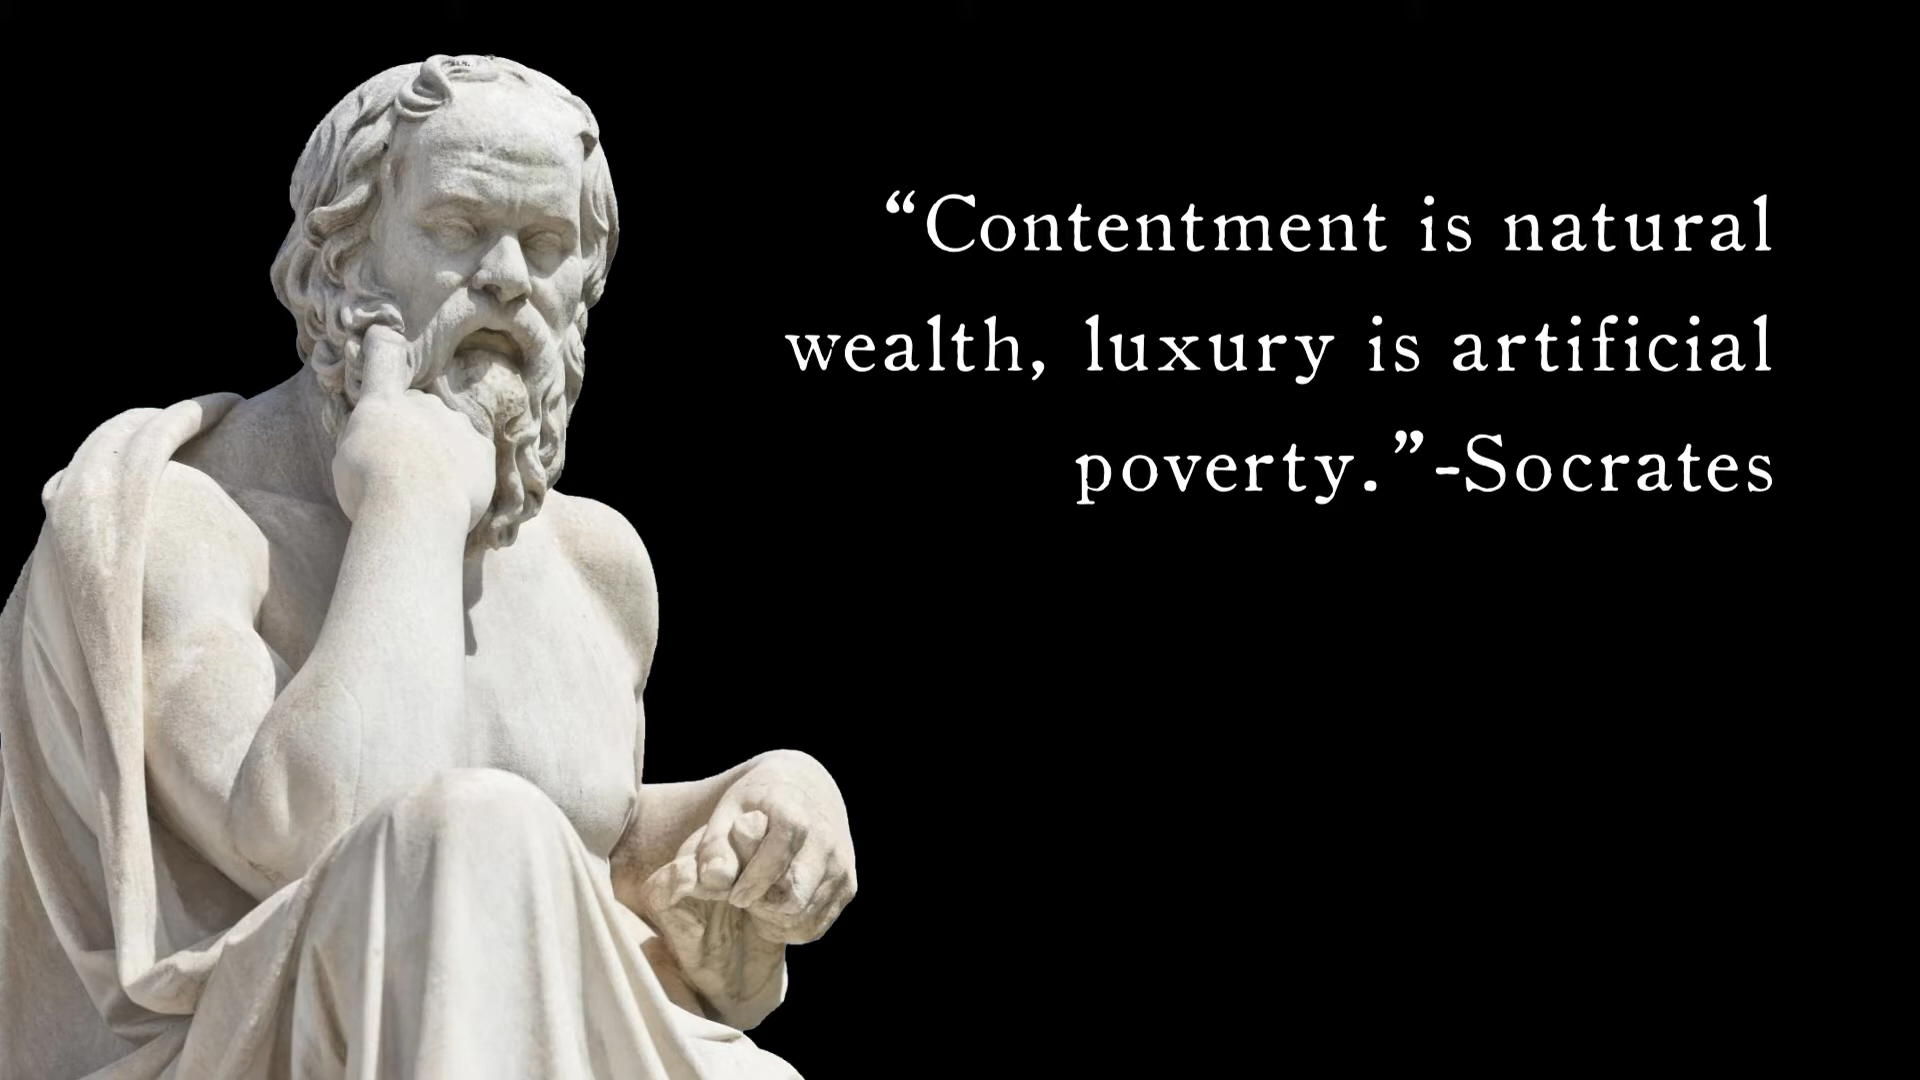 “Contentment is natural
wealth, luxury is artificial
poverty.”-Socrates